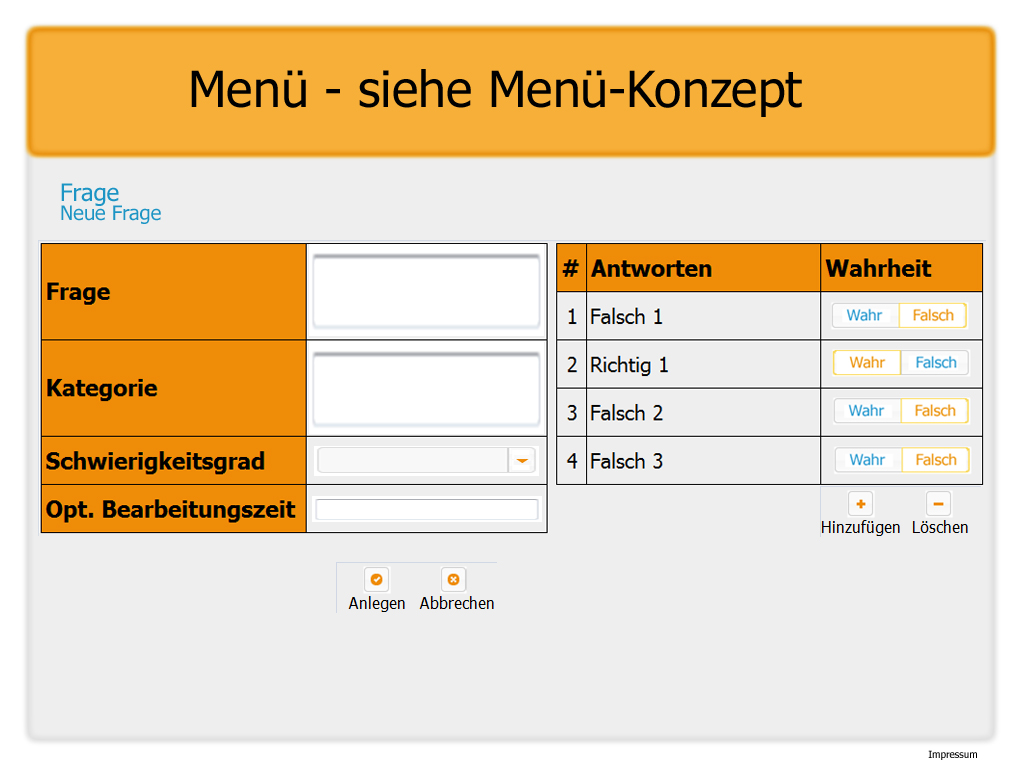 Menü - siehe Menü-Konzept
Frage
Neue Frage
Frage
Kategorie
Schwierigkeitsgrad
Opt. Bearbeitungszeit
# Antworten Wahrheit
1 Falsch 1 Wahr Falsch
2 Richtig 1 Wahr Falsch
3 Falsch 2 Wahr Falsch
4 Falsch 3 Wahr Falsch
Hinzufügen Löschen
Anlegen Abbrechen
Impressum